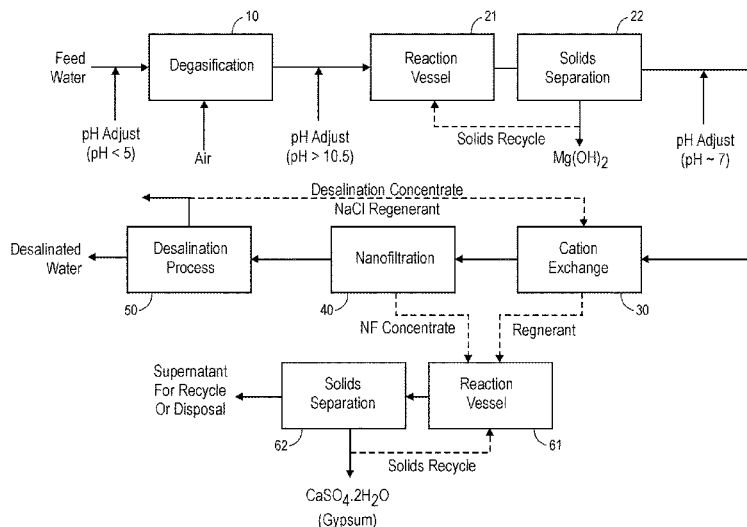 10
21
22
Feed
Water
Degasification
Reaction
Vessel
Solids
Separation
pH Adjust
(pH < 5)
Air
pH Adjust
(pH > 10.5)
Solids Recycle
Mg(OH)2
pH Adjust
(pH ~ 7)
Desalination Concentrate
NaCl Regenerant
Desalinated
Water
Desalination
Process
Nanofiltration
Cation
Exchange
50
40
30
NF Concentrate
Regnerant
Supernatant
For Recycle
Or Disposal
Solids
Separation
Reaction
Vessel
62
61
Solids Recycle
CaSO4.2H2O
(Gypsum)